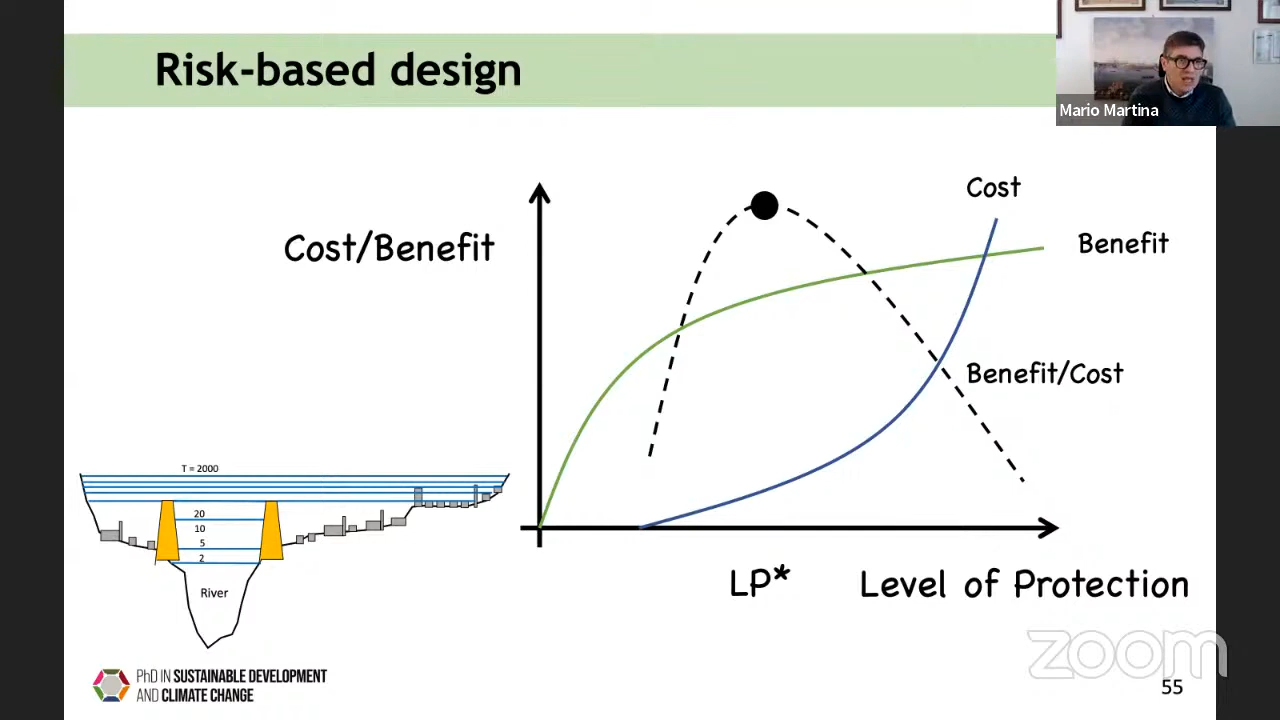 Risk-based design
Mario Martina
Cost
Cost/Benefit
Benefit
Benefit/Cost
T = 2000
20
10
5
2
River
LP* Level of Protection
PhD IN SUSTAINABLE DEVELOPMENT
AND CLIMATE CHANGE
zoom
55